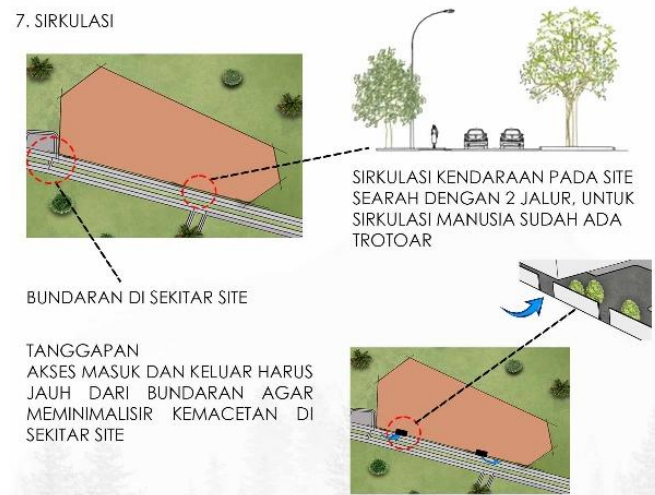 7. SIRKULASI
SIRKULASI KENDARAAN PADA SITE
SEARAH DENGAN 2 JALUR, UNTUK
SIRKULASI MANUSIA SUDAH ADA
TROTOAR
BUNDARAN DI SEKITAR SITE
TANGGAPAN
AKSES MASUK DAN KELUAR HARUS
JAUH DARI BUNDARAN AGAR
MEMINIMALISIR KEMACETAN DI
SEKITAR SITE